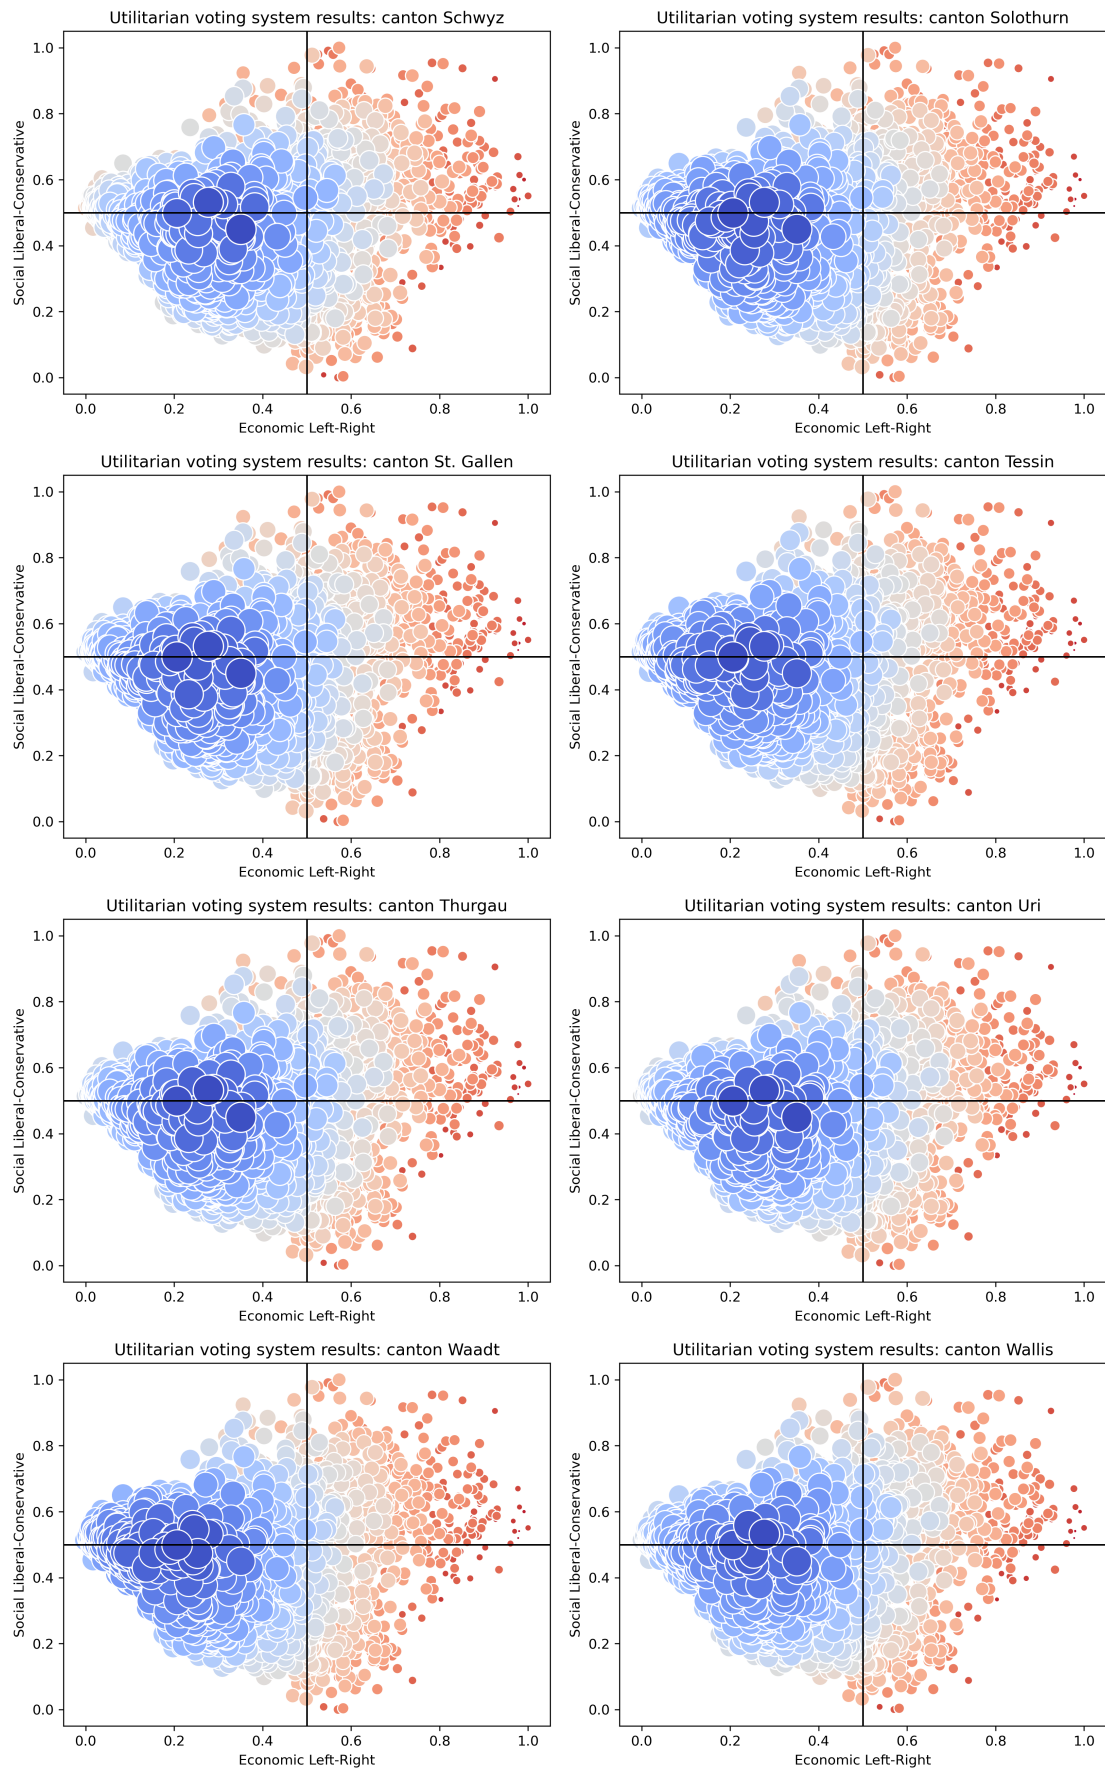 Utilitarian voting system results: canton Schwyz
Social Liberal-Conservative
1.0
0.8
0.6
0.4
0.2
0.0
0.0 0.2 0.4 0.6 0.8 1.0
Economic Left-Right
Utilitarian voting system results: canton Solothurn
Social Liberal-Conservative
1.0
0.8
0.6
0.4
0.2
0.0
0.0 0.2 0.4 0.6 0.8 1.0
Economic Left-Right
Utilitarian voting system results: canton St. Gallen
Social Liberal-Conservative
1.0
0.8
0.6
0.4
0.2
0.0
0.0 0.2 0.4 0.6 0.8 1.0
Economic Left-Right
Utilitarian voting system results: canton Tessin
Social Liberal-Conservative
1.0
0.8
0.6
0.4
0.2
0.0
0.0 0.2 0.4 0.6 0.8 1.0
Economic Left-Right
Utilitarian voting system results: canton Thurgau
Social Liberal-Conservative
1.0
0.8
0.6
0.4
0.2
0.0
0.0 0.2 0.4 0.6 0.8 1.0
Economic Left-Right
Utilitarian voting system results: canton Uri
Social Liberal-Conservative
1.0
0.8
0.6
0.4
0.2
0.0
0.0 0.2 0.4 0.6 0.8 1.0
Economic Left-Right
Utilitarian voting system results: canton Waadt
Social Liberal-Conservative
1.0
0.8
0.6
0.4
0.2
0.0
0.0 0.2 0.4 0.6 0.8 1.0
Economic Left-Right
Utilitarian voting system results: canton Wallis
Social Liberal-Conservative
1.0
0.8
0.6
0.4
0.2
0.0
0.0 0.2 0.4 0.6 0.8 1.0
Economic Left-Right